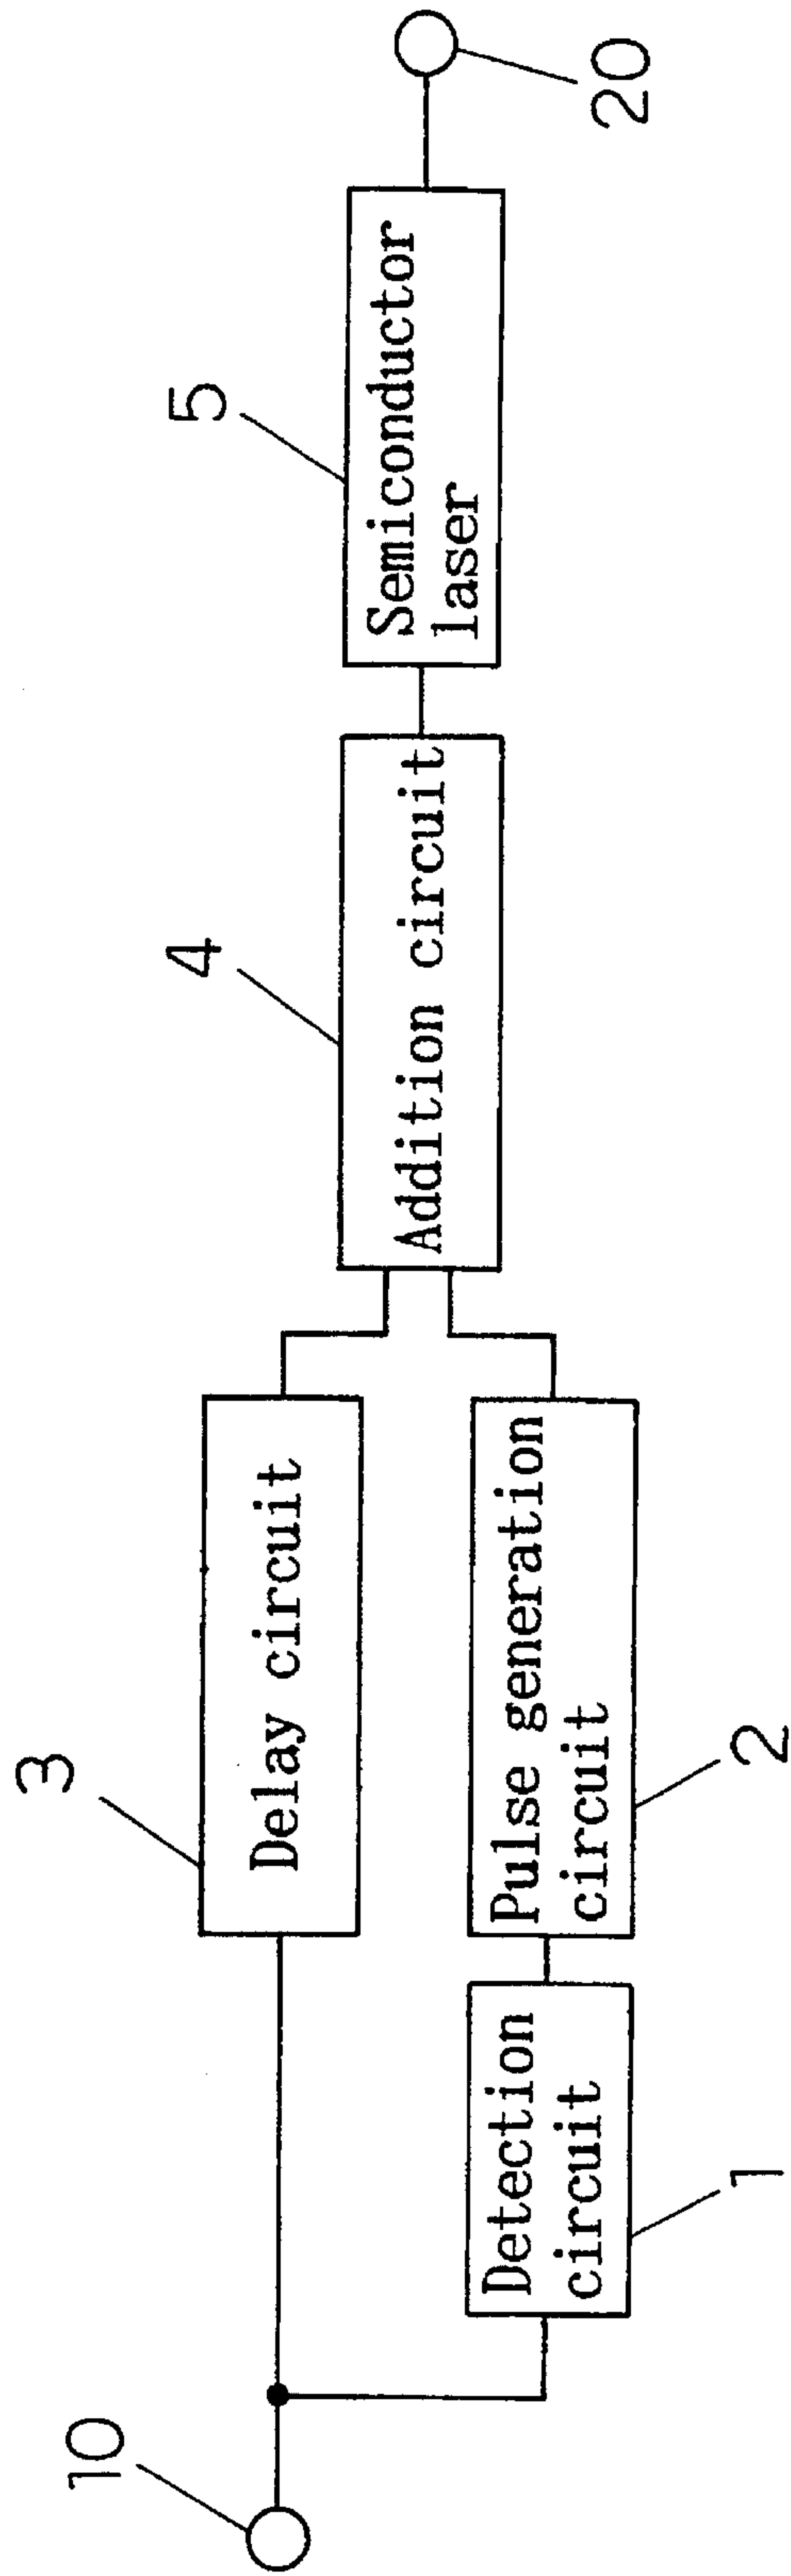 10
3
Delay circuit
Detection
circuit
1
Pulse generation
circuit
2
4
Addition circuit
5
Semiconductor
laser
20